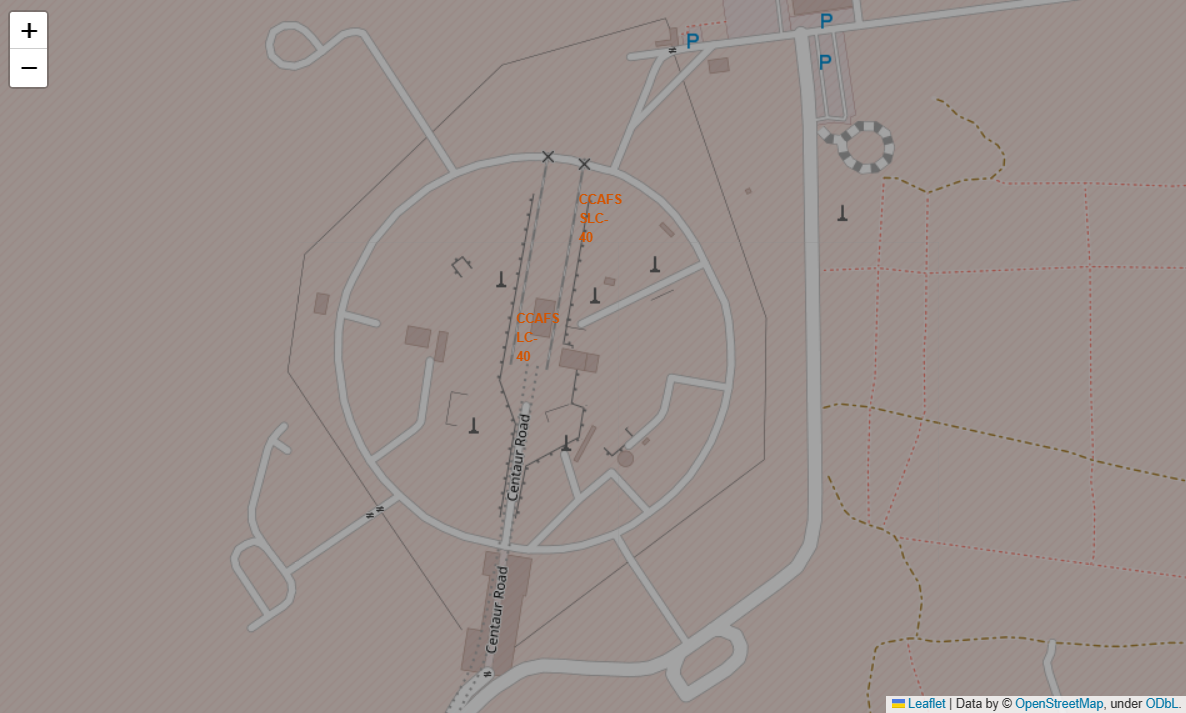 +
−
P
P
P
CCAFS
SLC-
40
CCAFS
LC-
40
Centaur Road
Centaur Road
Leaflet | Data by © OpenStreetMap, under ODbL.